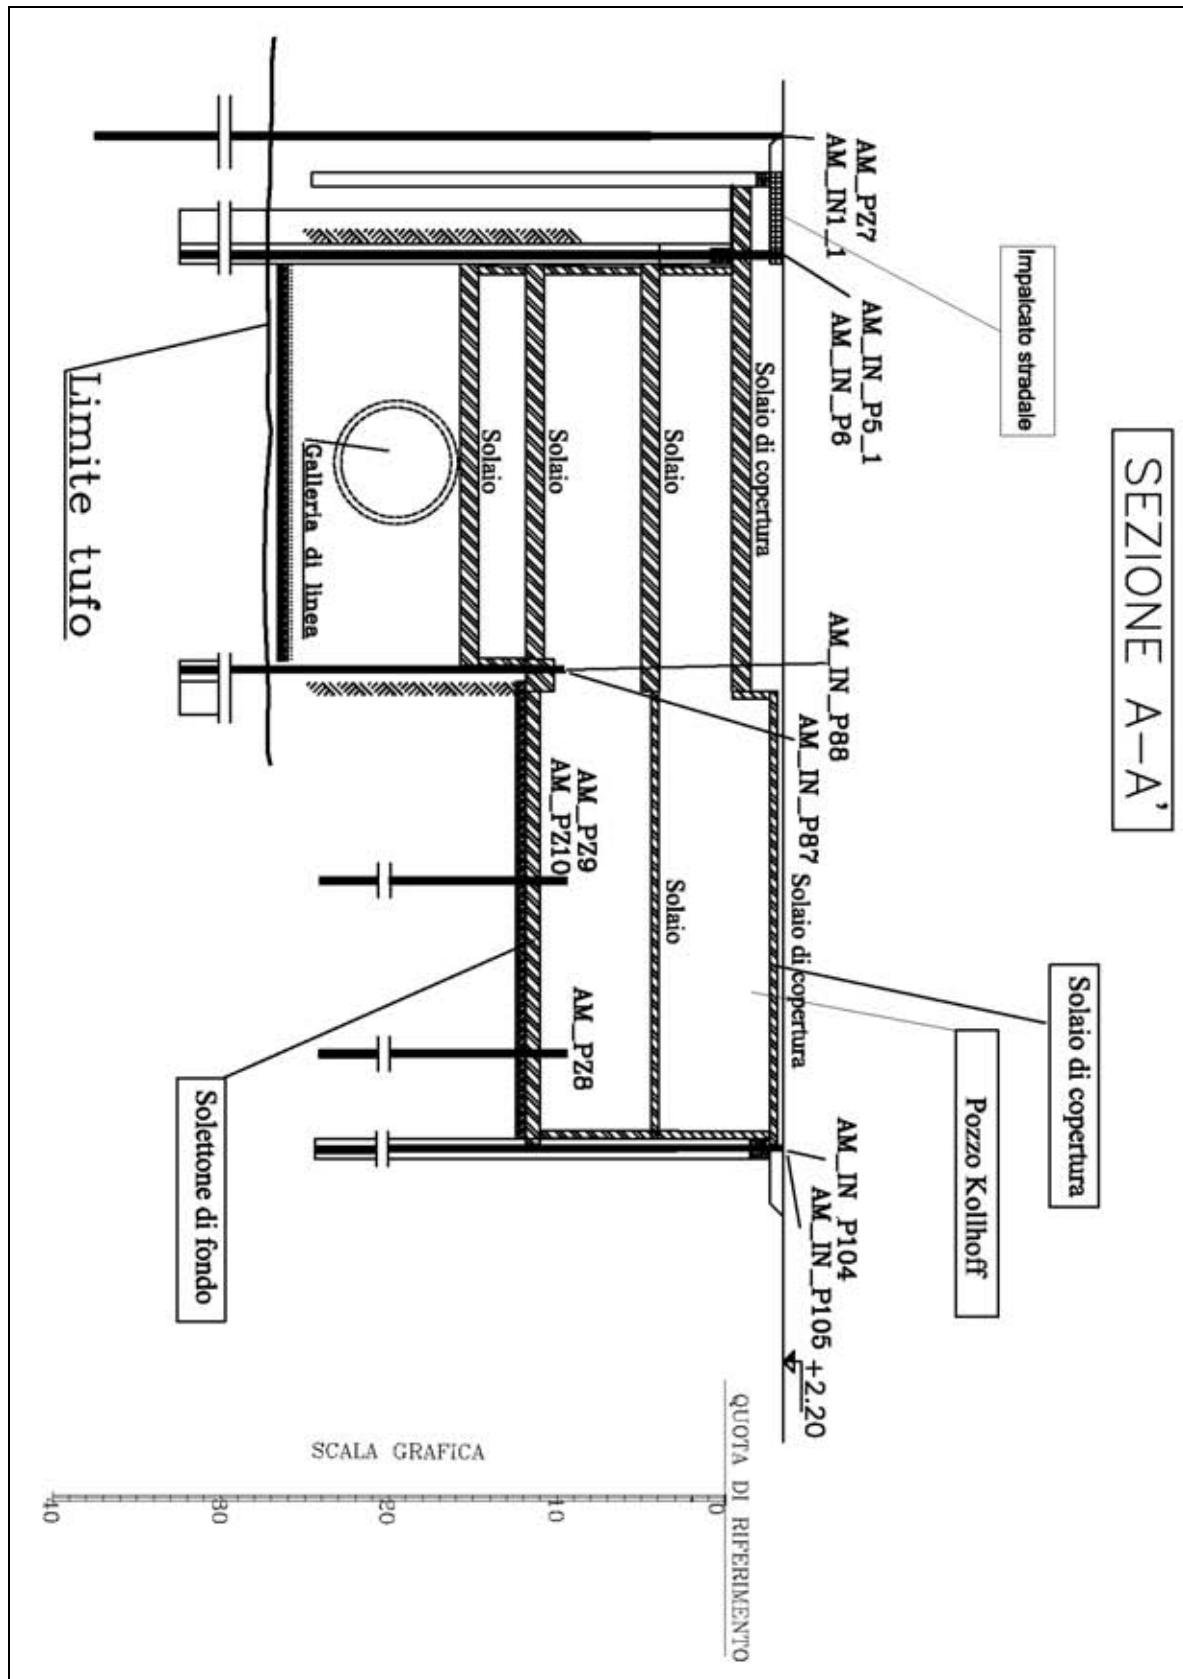 SEZIONE A-A'
Impalcato stradale
AM_PZ7
AM_IN1_1
AM_IN_P5_1
AM_IN_P6
AM_IN_P88
AM_IN_P87
Solaio di copertura
Pozzo Kollhoff
AM_IN_P104
AM_IN_P105
+2.20
Solaio di copertura
Solaio di copertura
Solaio
Solaio
Solaio
Solaio
AM_PZ9
AM_PZ10
AM_PZ8
Galleria di linea
Limite tufo
Solettone di fondo
QUOTA DI RIFERIMENTO
SCALA GRAFICA
0
10
20
30
40